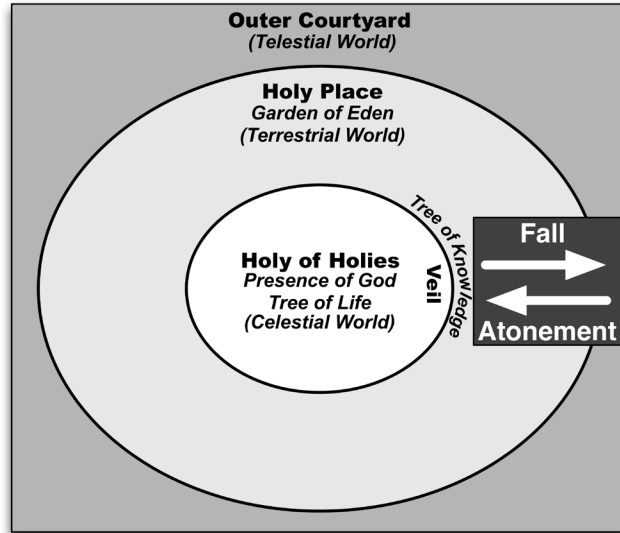 Outer Courtyard
(Telestial World)
Holy Place
Garden of Eden
(Terrestrial World)
Tree of Knowledge
Veil
Holy of Holies
Presence of God
Tree of Life
(Celestial World)
Fall
Atonement